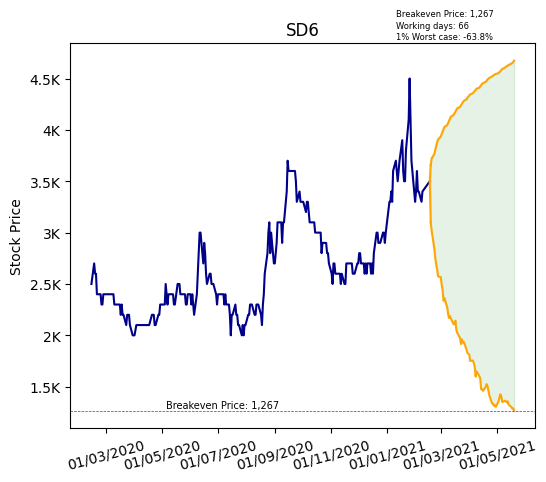 Breakeven Price: 1,267
Working days: 66
1% Worst case: -63.8%
SD6
Stock Price
4.5K
4K
3.5K
3K
2.5K
2K
1.5K
Breakeven Price: 1,267
01/03/2020 01/05/2020 01/07/2020 01/09/2020 01/11/2020 01/01/2021 01/03/2021 01/05/2021